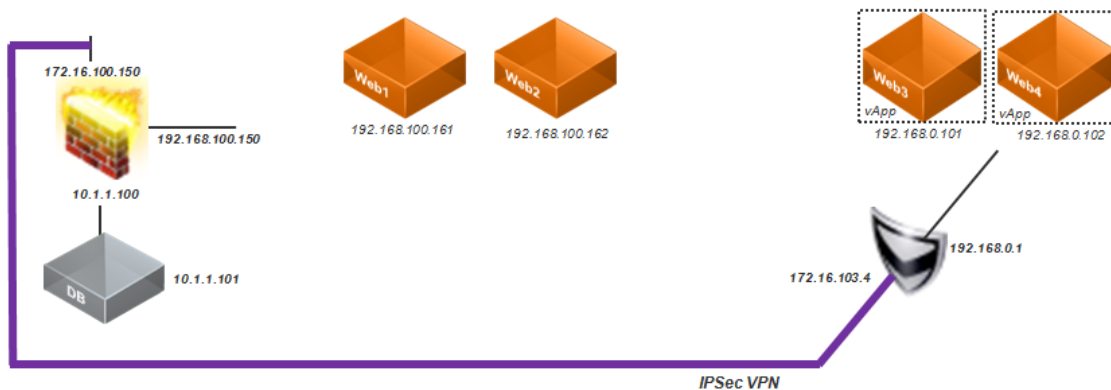 172.16.100.150
192.168.100.150
10.1.1.100
DB
10.1.1.101
Web1
192.168.100.161
Web2
192.168.100.162
Web3
vApp
192.168.0.101
Web4
vApp
192.168.0.102
192.168.0.1
172.16.103.4
IPSec VPN